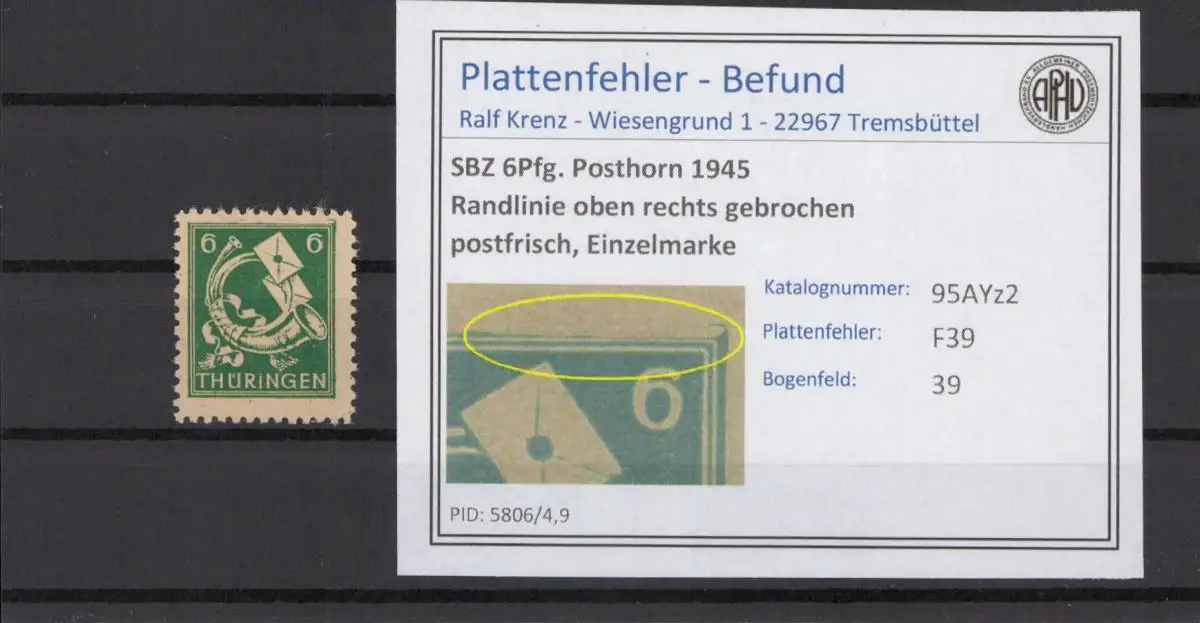 6 6
THÜRiNGEN
Plattenfehler - Befund
Ralf Krenz - Wiesengrund 1 - 22967 Tremsbüttel
APHV
SBZ 6Pfg. Posthorn 1945
Randlinie oben rechts gebrochen
postfrisch, Einzelmarke
6
Katalognummer: 95AYz2
Plattenfehler: F39
Bogenfeld: 39
PID: 5806/4,9